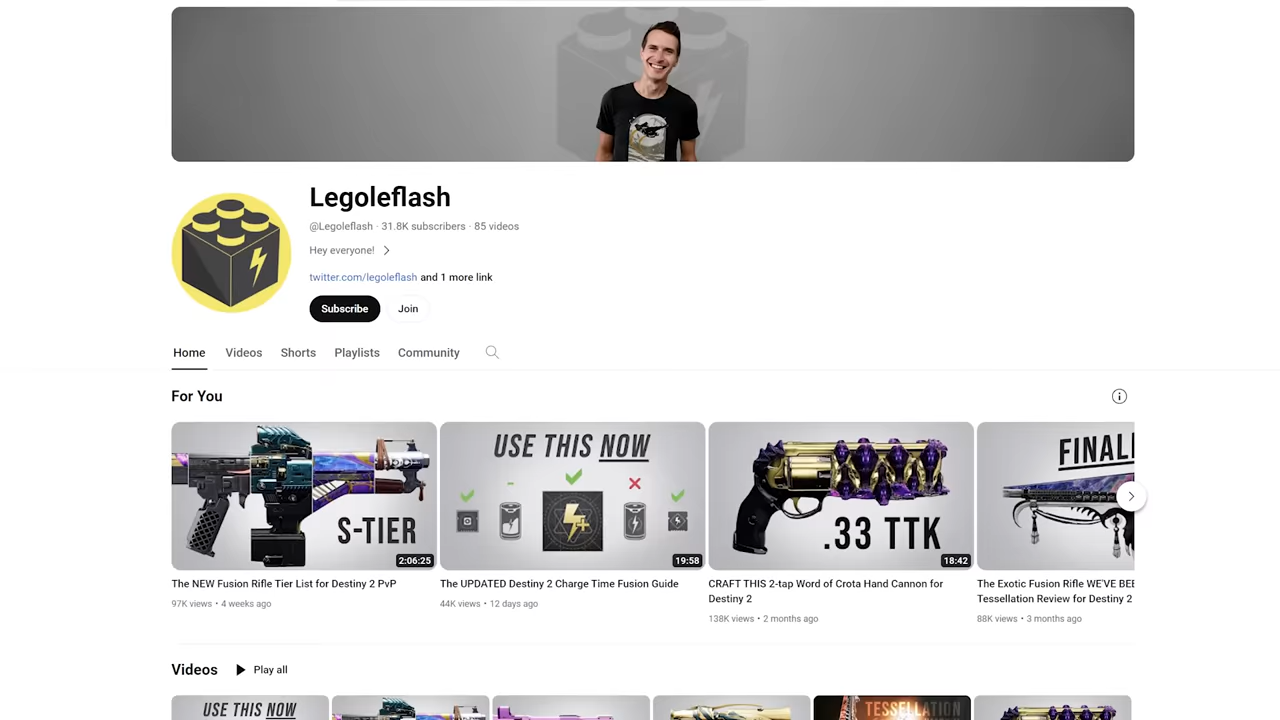 Legoleflash
@Legoleflash · 31.8K subscribers · 85 videos
Hey everyone!
twitter.com/legoleflash and 1 more link
Subscribe
Join
Home
Videos
Shorts
Playlists
Community
For You
S-TIER
2:06:25
The NEW Fusion Rifle Tier List for Destiny 2 PvP
97K views • 4 weeks ago
USE THIS NOW
19:58
The UPDATED Destiny 2 Charge Time Fusion Guide
44K views • 12 days ago
.33 TTK
18:42
CRAFT THIS 2-tap Word of Crota Hand Cannon for
Destiny 2
138K views • 2 months ago
FINALL
The Exotic Fusion Rifle WE'VE BEE
Tessellation Review for Destiny 2
88K views • 3 months ago
Videos
Play all
USE THIS NOW
TESSELLATION